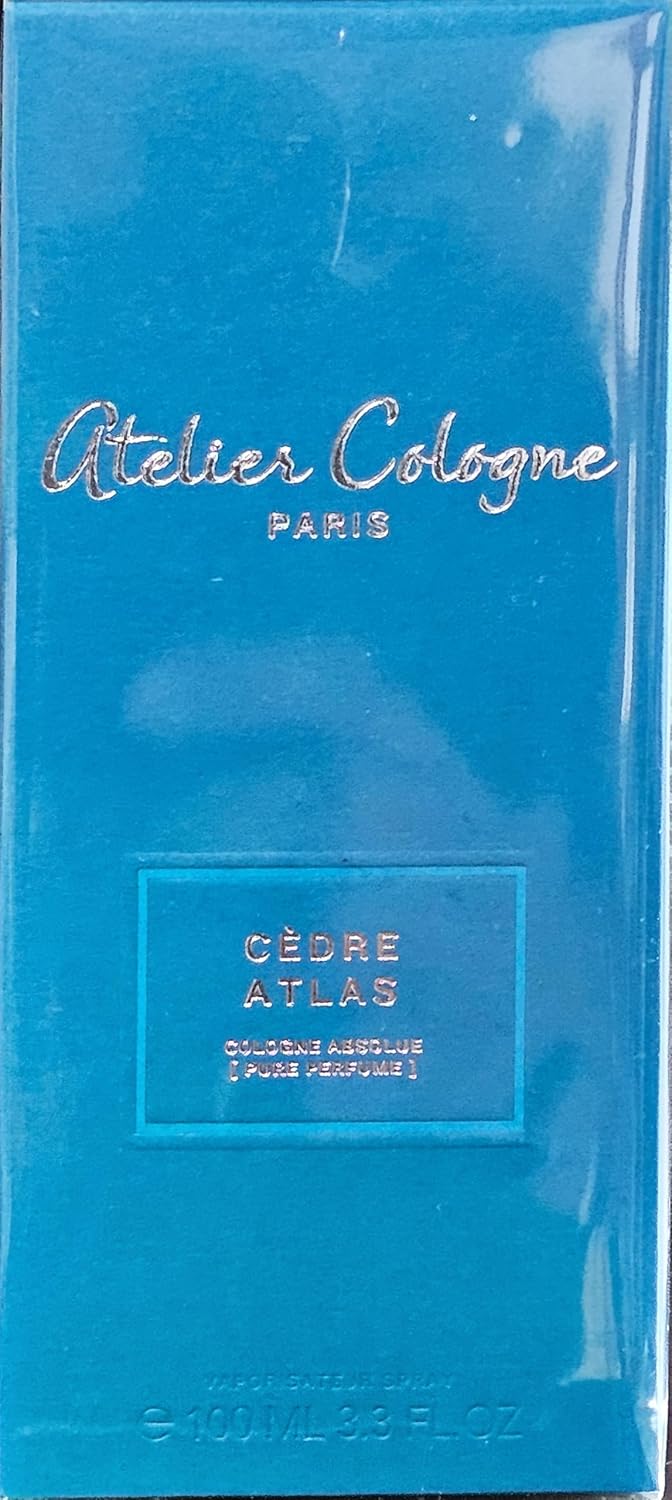 Atelier Cologne
PARIS
CÈDRE
ATLAS
COLOGNE ABSOLUE
[ PURE PERFUME ]
VAPORISATEUR SPRAY
℮ 100 ML 3.3 FL.OZ